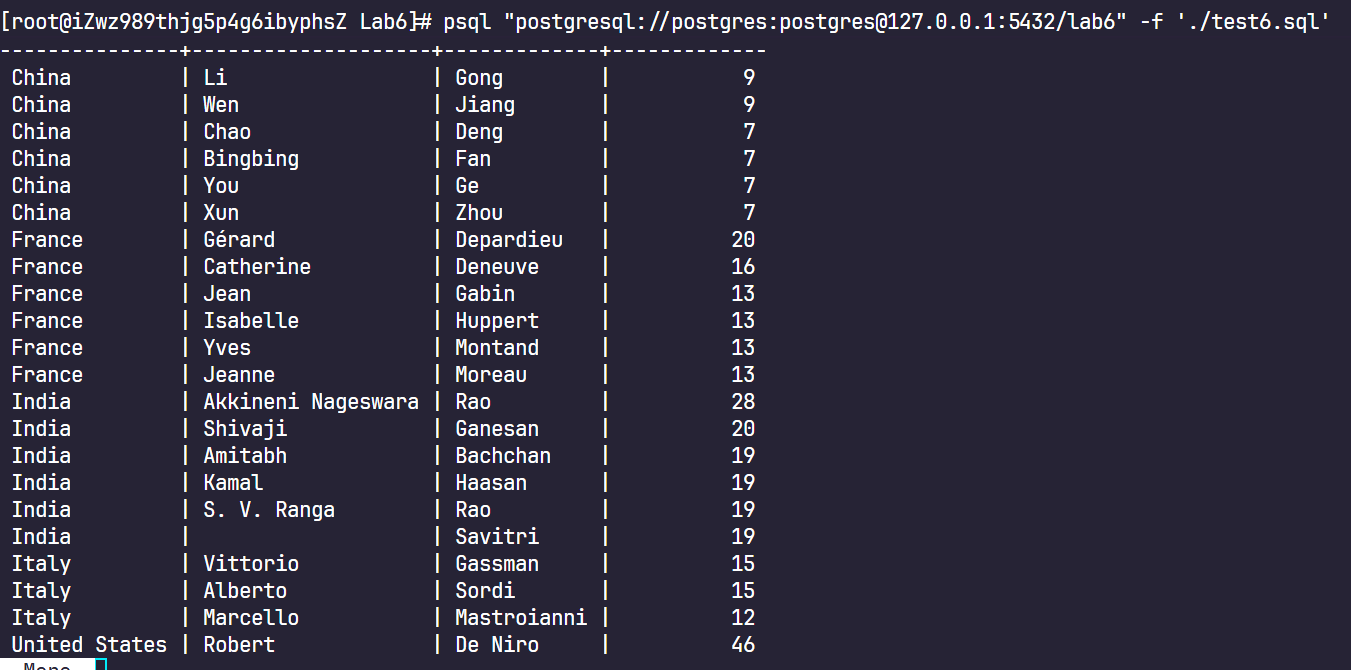 [root@iZwz989thjg5p4g6ibyphsZ Lab6]# psql "postgresql://postgres:postgres@127.0.0.1:5432/lab6" -f './test6.sql'
---------------+--------------------+-------------+-------------
 China         | Li                 | Gong        |           9
 China         | Wen                | Jiang       |           9
 China         | Chao               | Deng        |           7
 China         | Bingbing           | Fan         |           7
 China         | You                | Ge          |           7
 China         | Xun                | Zhou        |           7
 France        | Gérard             | Depardieu   |          20
 France        | Catherine          | Deneuve     |          16
 France        | Jean               | Gabin       |          13
 France        | Isabelle           | Huppert     |          13
 France        | Yves               | Montand     |          13
 France        | Jeanne             | Moreau      |          13
 India         | Akkineni Nageswara | Rao         |          28
 India         | Shivaji            | Ganesan     |          20
 India         | Amitabh            | Bachchan    |          19
 India         | Kamal              | Haasan      |          19
 India         | S. V. Ranga        | Rao         |          19
 India         |                    | Savitri     |          19
 Italy         | Vittorio           | Gassman     |          15
 Italy         | Alberto            | Sordi       |          15
 Italy         | Marcello           | Mastroianni |          12
 United States | Robert             | De Niro     |          46
More